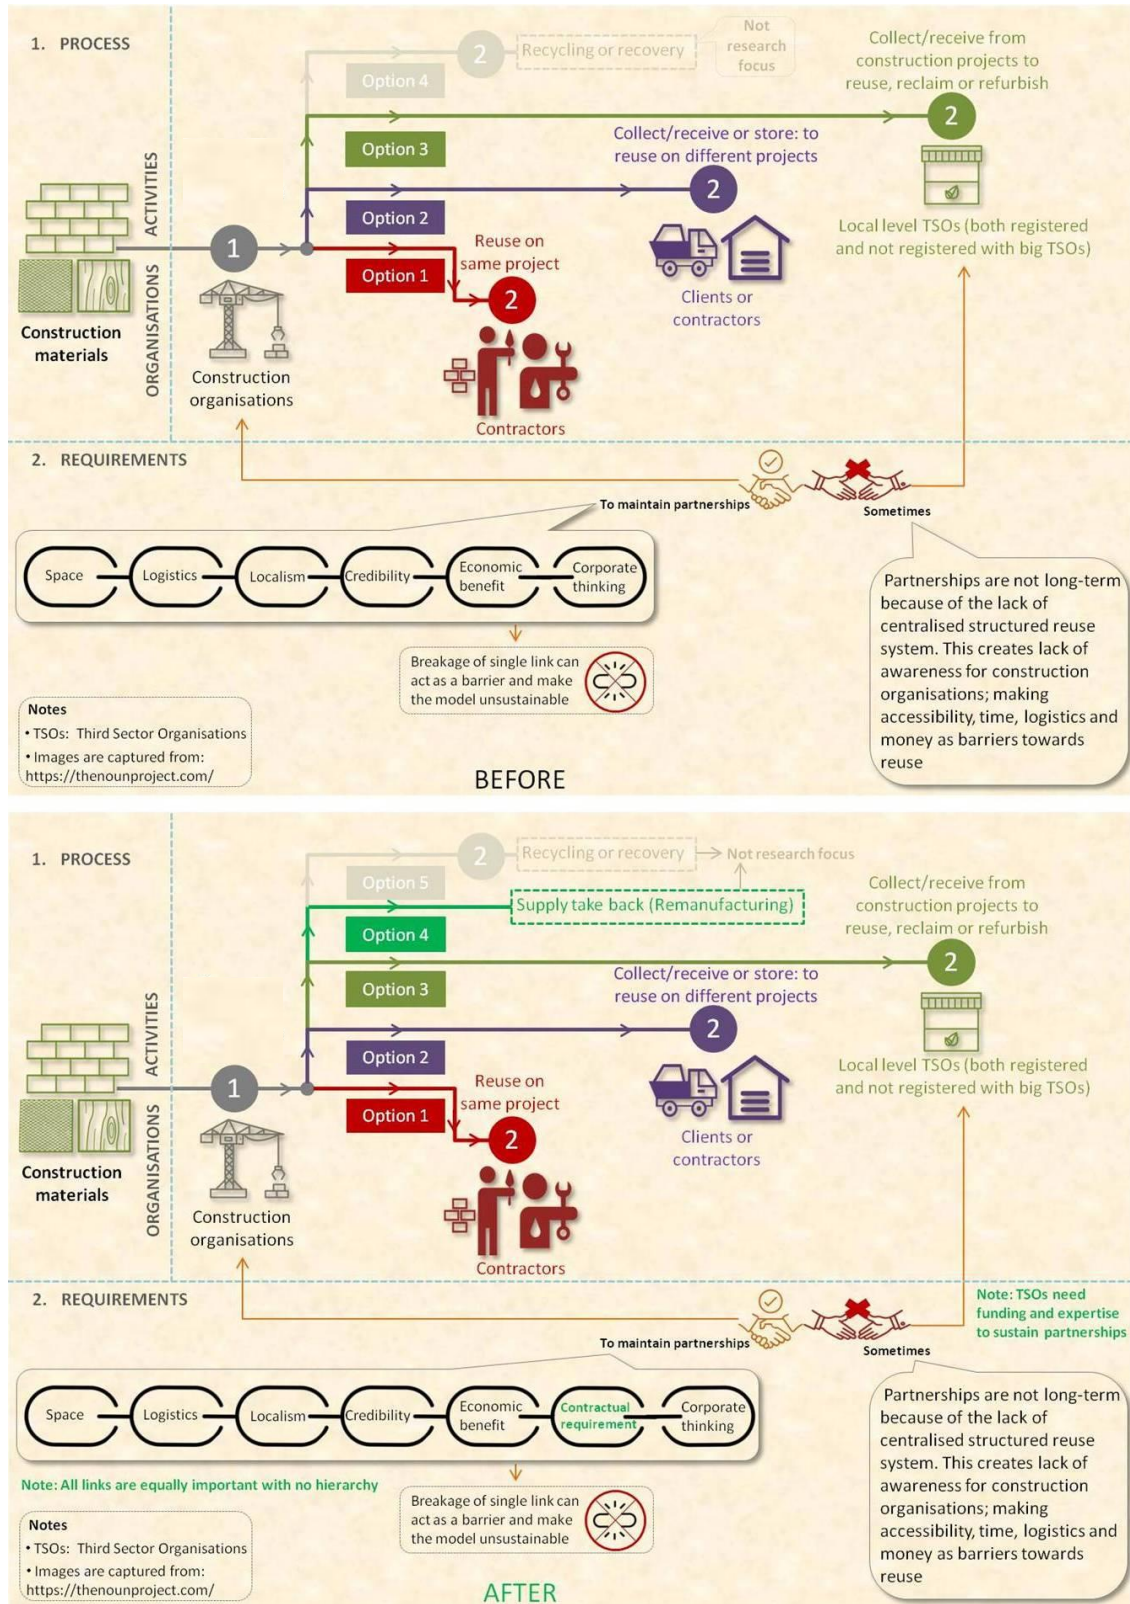 1. PROCESS
2
Recycling or recovery
Not
research
focus
Option 4
Collect/receive from
construction projects to
reuse, reclaim or refurbish
2
Option 3
Collect/receive or store: to
reuse on different projects
2
Option 2
Local level TSOs (both registered
and not registered with big TSOs)
ACTIVITIES
1
Reuse on
same project
Option 1
2
ORGANISATIONS
Clients or
contractors
Construction
materials
Construction
organisations
Contractors
2. REQUIREMENTS
To maintain partnerships
Sometimes
Space
Logistics
Localism
Credibility
Economic
benefit
Corporate
thinking
Partnerships are not long-term
because of the lack of
centralised structured reuse
system. This creates lack of
awareness for construction
organisations; making
accessibility, time, logistics and
money as barriers towards
reuse
Breakage of single link can
act as a barrier and make
the model unsustainable
Notes
• TSOs: Third Sector Organisations
• Images are captured from:
https://thenounproject.com/
BEFORE
1. PROCESS
2
Recycling or recovery
Not research focus
Option 5
Supply take back (Remanufacturing)
Option 4
Collect/receive from
construction projects to
reuse, reclaim or refurbish
2
Option 3
Collect/receive or store: to
reuse on different projects
2
Option 2
Local level TSOs (both registered
and not registered with big TSOs)
ACTIVITIES
1
Reuse on
same project
Option 1
2
ORGANISATIONS
Clients or
contractors
Construction
materials
Construction
organisations
Contractors
2. REQUIREMENTS
Note: TSOs need
funding and expertise
to sustain partnerships
To maintain partnerships
Sometimes
Space
Logistics
Localism
Credibility
Economic
benefit
Contractual
requirement
Corporate
thinking
Partnerships are not long-term
because of the lack of
centralised structured reuse
system. This creates lack of
awareness for construction
organisations; making
accessibility, time, logistics and
money as barriers towards
reuse
Note: All links are equally important with no hierarchy
Breakage of single link can
act as a barrier and make
the model unsustainable
Notes
• TSOs: Third Sector Organisations
• Images are captured from:
https://thenounproject.com/
AFTER